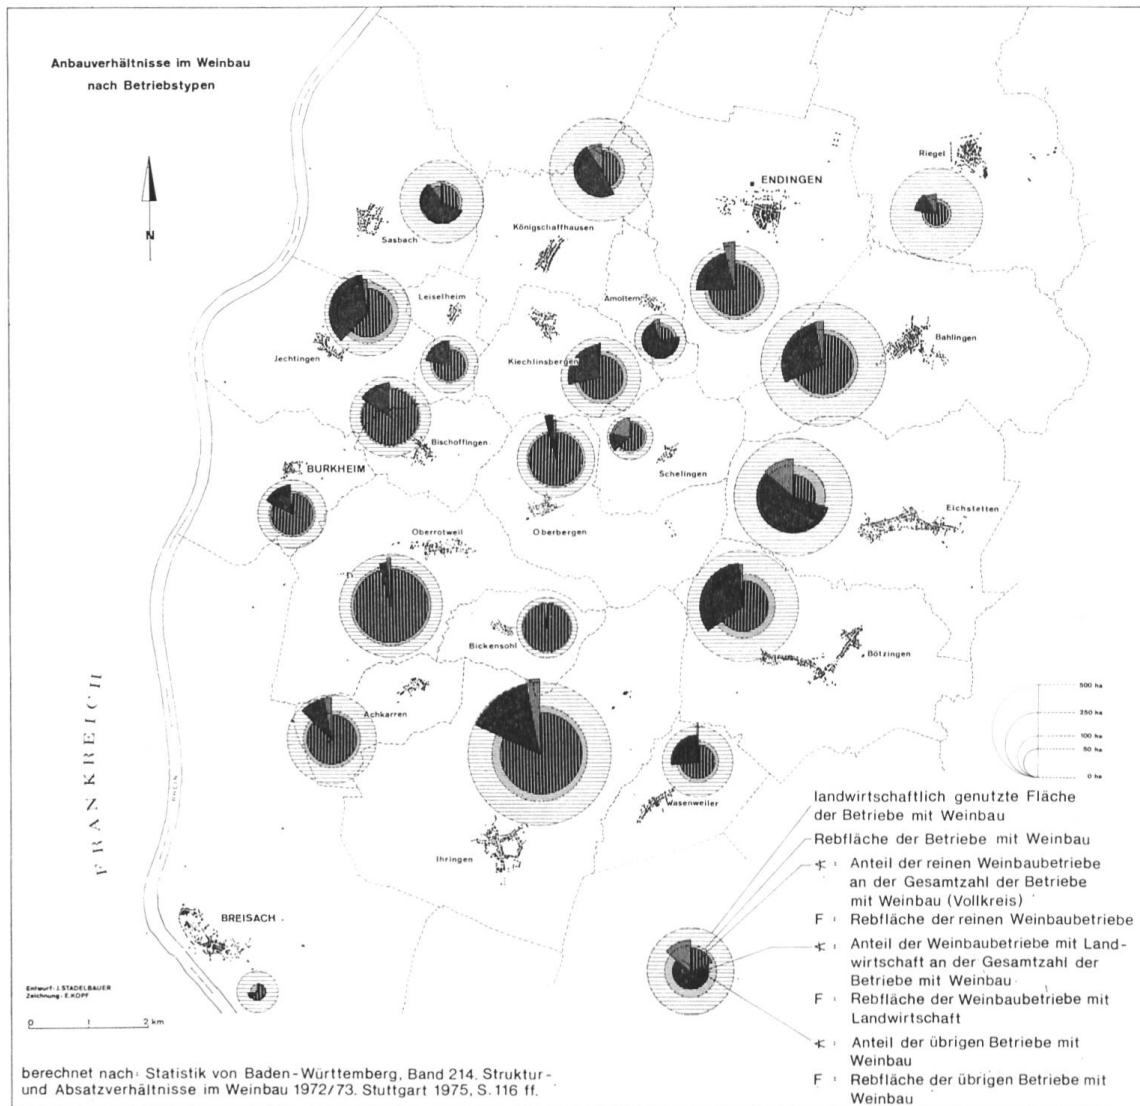 Anbauverhältnisse im Weinbau
nach Betriebstypen
N
Riegel
ENDINGEN
Königschaffhausen
Sasbach
Leiselheim
Amoltern
Jechtingen
Kiechlinsbergen
Bahlingen
Bischoffingen
BURKHEIM
Schelingen
Oberrotweil
Oberbergen
Eichstetten
Bickensohl
Bötzingen
Achkarren
FRANKREICH
RHEIN
Wasenweiler
Ihringen
BREISACH
500 ha
250 ha
100 ha
50 ha
0 ha
landwirtschaftlich genutzte Fläche
der Betriebe mit Weinbau
Rebfläche der Betriebe mit Weinbau
Anteil der reinen Weinbaubetriebe
an der Gesamtzahl der Betriebe
mit Weinbau (Vollkreis)
F : Rebfläche der reinen Weinbaubetriebe
Anteil der Weinbaubetriebe mit Land-
wirtschaft an der Gesamtzahl der
Betriebe mit Weinbau
F : Rebfläche der Weinbaubetriebe mit
Landwirtschaft
Anteil der übrigen Betriebe mit
Weinbau
F : Rebfläche der übrigen Betriebe mit
Weinbau
Entwurf: J. STADELBAUER
Zeichnung: E. KOPF
0 1 2 km
berechnet nach: Statistik von Baden-Württemberg, Band 214. Struktur-
und Absatzverhältnisse im Weinbau 1972/73. Stuttgart 1975, S. 116 ff.